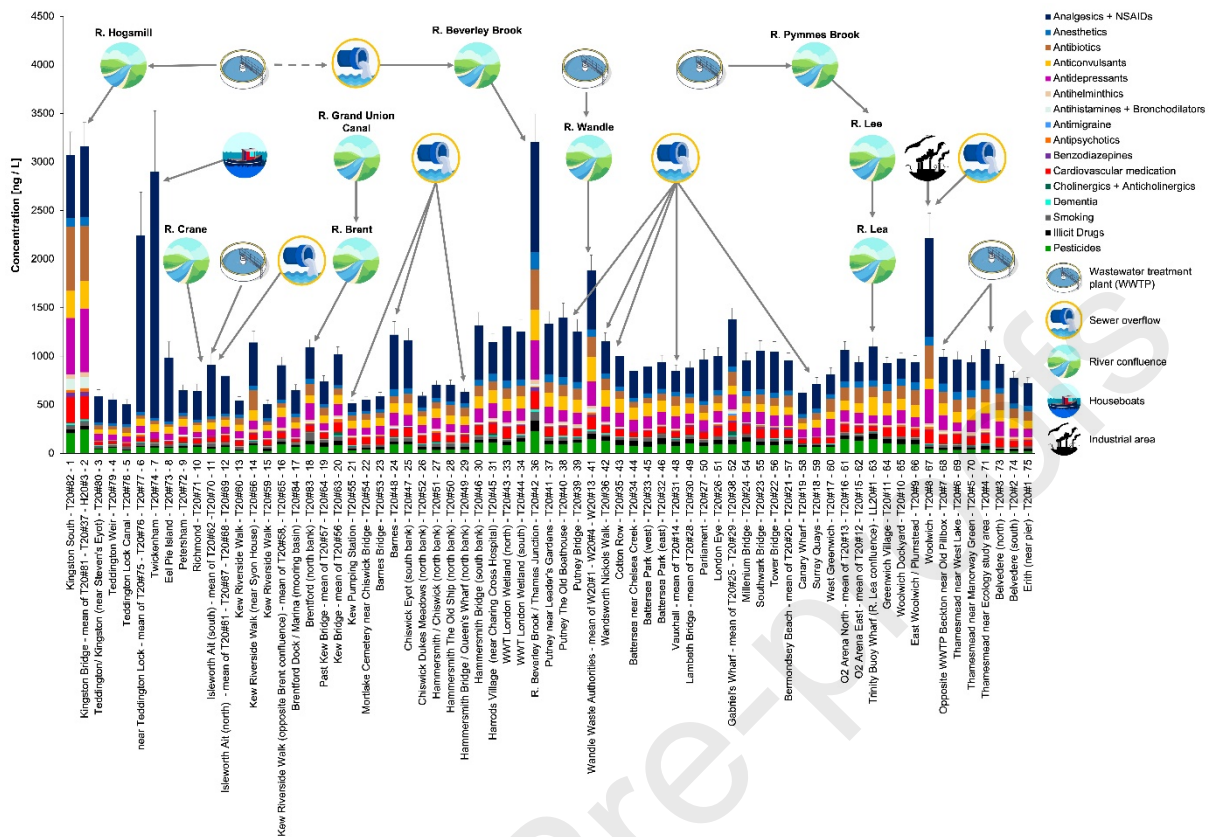 4500
4000
3500
3000
2500
2000
1500
1000
500
0
Concentration [ng / L]
R. Hogsmill
R. Beverley Brook
R. Pymmes Brook
R. Grand Union
Canal
R. Wandle
R. Lee
R. Crane
R. Brent
R. Lea
Analgesics + NSAIDs
Anesthetics
Antibiotics
Anticonvulsants
Antidepressants
Antihelminthics
Antihistamines + Bronchodilators
Antimigraine
Antipsychotics
Benzodiazepines
Cardiovascular medication
Cholinergics + Anticholinergics
Dementia
Smoking
Illicit Drugs
Pesticides
Wastewater treatment
plant (WWTP)
Sewer overflow
River confluence
Houseboats
Industrial area
Kingston South - T20#82 - 1
Kingston Bridge - mean of T20#81 - T20#37 - H20#3 - 2
Teddington/ Kingston (near Steven's Eyot) - T20#80 - 3
Teddington Weir - T20#79 - 4
Teddington Lock Canal - T20#78 - 5
near Teddington Lock - mean of T20#75 - T20#76 - T20#77 - 6
Twickenham - T20#74 - 7
Eel Pie Island - T20#73 - 8
Petersham - T20#72 - 9
Richmond - T20#71 - 10
Isleworth Ait (south) - mean of T20#62 - T20#70 - 11
Isleworth Ait (north) - mean of T20#61 - T20#67 - T20#68 - T20#69 - 12
Kew Riverside Walk - T20#60 - 13
Kew Riverside Walk (near Syon House) - T20#66 - 14
Kew Riverside Walk - T20#59 - 15
Kew Riverside Walk (opposite Brent confluence) - mean of T20#58, - T20#65 - 16
Brentford Dock / Marina (mooring basin) - T20#94 - 17
Brentford (north bank) - T20#93 - 18
Past Kew Bridge - mean of T20#57 - T20#64 - 19
Kew Bridge - mean of T20#56 - T20#63 - 20
Kew Pumping Station - T20#55 - 21
Mortlake Cemetery near Chiswick Bridge - T20#54 - 22
Barnes Bridge - T20#53 - 23
Barnes - T20#48 - 24
Chiswick Eyot (south bank) - T20#47 - 25
Chiswick Dukes Meadows (north bank) - T20#52 - 26
Hammersmith / Chiswick (north bank) - T20#51 - 27
Hammersmith The Old Ship (north bank) - T20#50 - 28
Hammersmith Bridge / Queen's Wharf (north bank) - T20#49 - 29
Hammersmith Bridge (south bank) - T20#46 - 30
Harrods Village (near Charing Cross Hospital) - T20#45 - 31
WWT London Wetland (north) - T20#43 - 33
WWT London Wetland (south) - T20#44 - 35
R. Beverley Brook / Thames Junction - T20#42 - 36
Putney near Leader's Gardens - T20#41 - 37
Putney The Old Boathouse - T20#40 - 38
Putney Bridge - T20#39 - 39
Wandle Waste Authorities - mean of W20#1 - W20#4 - W20#13 - 41
Wandsworth Nickols Walk - T20#36 - 42
Cotton Row - T20#35 - 43
Battersea near Chelsea Creek - T20#34 - 44
Battersea Park (west) - T20#33 - 45
Battersea Park (east) - T20#32 - 46
Vauxhall - mean of T20#14 - T20#31 - 48
Lambeth Bridge - mean of T20#28 - T20#30 - 49
Parliament - T20#27 - 50
London Eye - T20#26 - 51
Gabriel's Wharf - mean of T20#25 - T20#29 - T20#38 - 52
Millenium Bridge - T20#24 - 54
Southwark Bridge - T20#23 - 55
Tower Bridge - T20#22 - 56
Bermondsey Beach - mean of T20#20 - T20#21 - 57
Canary Wharf - T20#19 - 58
Surrey Quays - T20#18 - 59
West Greenwich - T20#17 - 60
O2 Arena North - mean of T20#13 - T20#16 - 61
O2 Arena East - mean of T20#12 - T20#15 - 62
Trinity Buoy Wharf (R. Lea confluence) - LL20#1 - 63
Greenwich Village - T20#11 - 64
Woolwich Dockyard - T20#10 - 65
East Woolwich / Plumstead - T20#9 - 66
Woolwich - T20#8 - 67
Opposite WWTP Beckton near Old Pillbox - T20#7 - 68
Thamesmead near West Lake - T20#6 - 69
Thamesmead near Manorway Green - T20#5 - 70
Thamesmead near Ecology study area - T20#4 - 71
Belvedere (north) - T20#3 - 73
Belvedere (south) - T20#2 - 74
Erith (near pier) - T20#1 - 75
pre-proofs